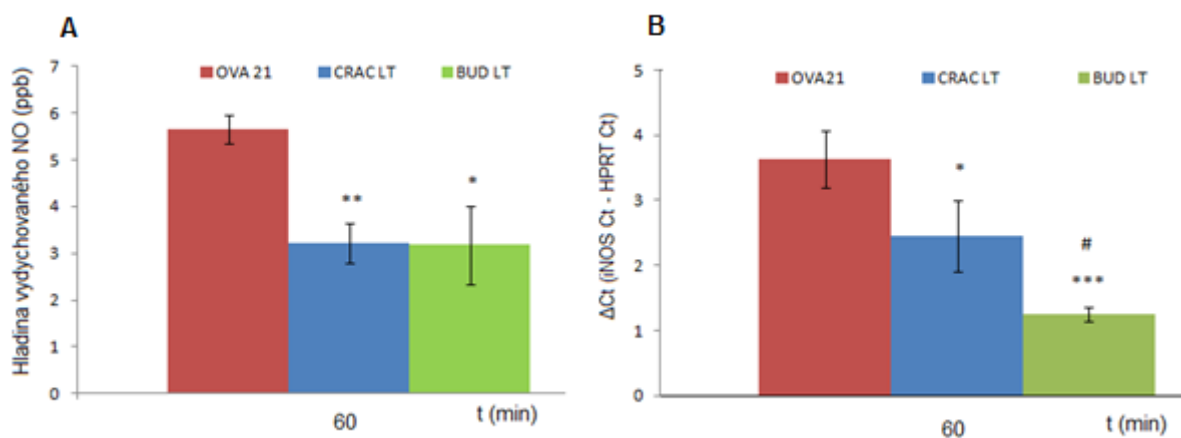 A
Hladina vydychovaného NO (ppb)
7
6
5
4
3
2
1
0
OVA 21 CRAC LT BUD LT
**
*
60
t (min)
B
ΔCt (iNOS Ct - HPRT Ct)
5
4
3
2
1
0
OVA21 CRAC LT BUD LT
*
#
***
60
t (min)